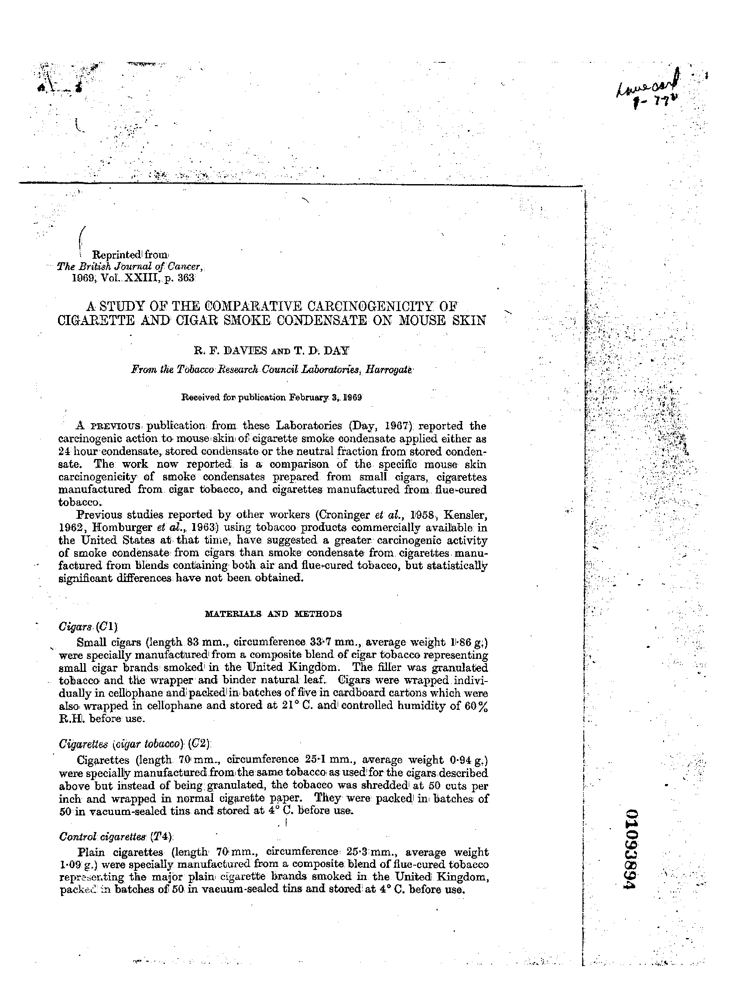 9-77
Reprinted from
The British Journal of Cancer,
1969, Vol. XXIII, p. 363
A STUDY OF THE COMPARATIVE CARCINOGENICITY OF
CIGARETTE AND CIGAR SMOKE CONDENSATE ON MOUSE SKIN
R. F. DAVIES AND T. D. DAY
From the Tobacco Research Council Laboratories, Harrogate
Received for publication February 3, 1969
A PREVIOUS publication from these Laboratories (Day, 1967) reported the
carcinogenic action to mouse skin of cigarette smoke condensate applied either as
24 hour condensate, stored condensate or the neutral fraction from stored conden-
sate. The work now reported is a comparison of the specific mouse skin
carcinogenicity of smoke condensates prepared from small cigars, cigarettes
manufactured from cigar tobacco, and cigarettes manufactured from flue-cured
tobacco.
Previous studies reported by other workers (Croninger et al., 1958, Kensler,
1962, Homburger et al., 1963) using tobacco products commercially available in
the United States at that time, have suggested a greater carcinogenic activity
of smoke condensate from cigars than smoke condensate from cigarettes manu-
factured from blends containing both air and flue-cured tobacco, but statistically
significant differences have not been obtained.
MATERIALS AND METHODS
Cigars (C1)
Small cigars (length 83 mm., circumference 33·7 mm., average weight 1·86 g.)
were specially manufactured from a composite blend of cigar tobacco representing
small cigar brands smoked in the United Kingdom. The filler was granulated
tobacco and the wrapper and binder natural leaf. Cigars were wrapped indivi-
dually in cellophane and packed in batches of five in cardboard cartons which were
also wrapped in cellophane and stored at 21° C. and controlled humidity of 60%
R.H. before use.
Cigarettes (cigar tobacco) (C2)
Cigarettes (length 70 mm., circumference 25·1 mm., average weight 0·94 g.)
were specially manufactured from the same tobacco as used for the cigars described
above but instead of being granulated, the tobacco was shredded at 50 cuts per
inch and wrapped in normal cigarette paper. They were packed in batches of
50 in vacuum-sealed tins and stored at 4° C. before use.
Control cigarettes (T4)
Plain cigarettes (length 70 mm., circumference 25·3 mm., average weight
1·09 g.) were specially manufactured from a composite blend of flue-cured tobacco
representing the major plain cigarette brands smoked in the United Kingdom,
packed in batches of 50 in vacuum-sealed tins and stored at 4° C. before use.
01093894